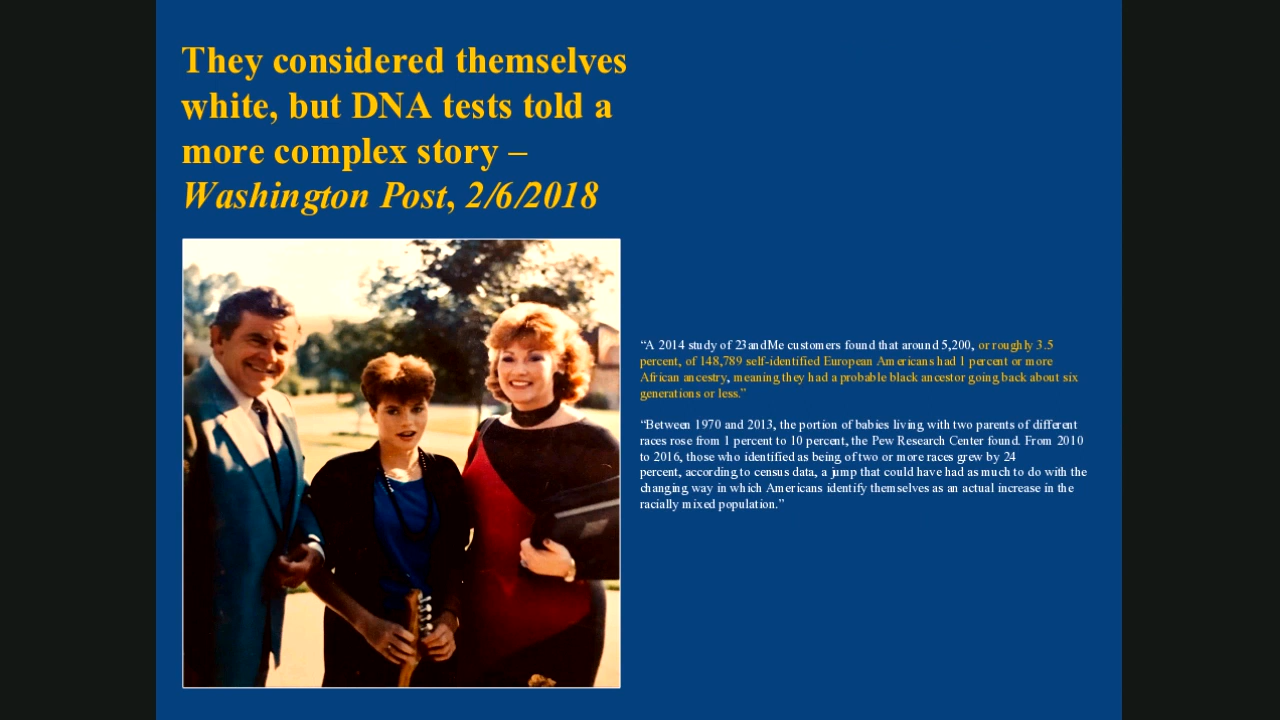 They considered themselves
white, but DNA tests told a
more complex story –
Washington Post, 2/6/2018
“A 2014 study of 23andMe customers found that around 5,200, or roughly 3.5
percent, of 148,789 self-identified European Americans had 1 percent or more
African ancestry, meaning they had a probable black ancestor going back about six
generations or less.”
“Between 1970 and 2013, the portion of babies living with two parents of different
races rose from 1 percent to 10 percent, the Pew Research Center found. From 2010
to 2016, those who identified as being of two or more races grew by 24
percent, according to census data, a jump that could have had as much to do with the
changing way in which Americans identify themselves as an actual increase in the
racially mixed population.”